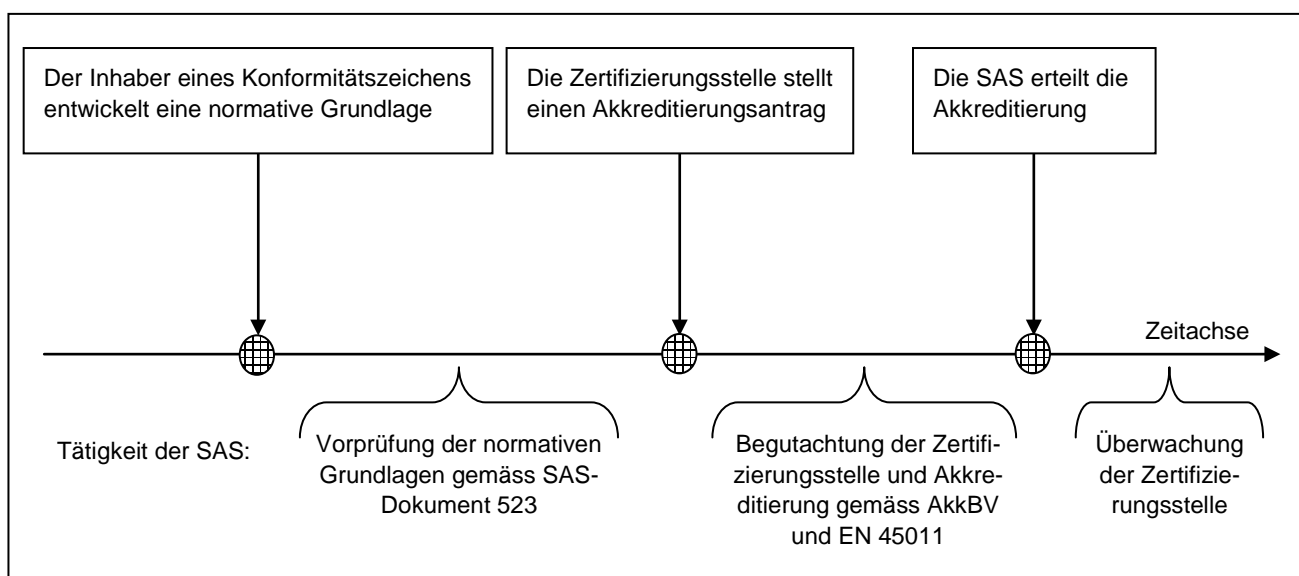 Der Inhaber eines Konformitätszeichens
entwickelt eine normative Grundlage
Die Zertifizierungsstelle stellt
einen Akkreditierungsantrag
Die SAS erteilt die
Akkreditierung
Zeitachse
Tätigkeit der SAS:
Vorprüfung der normativen
Grundlagen gemäss SAS-
Dokument 523
Begutachtung der Zertifi-
zierungsstelle und Akkre-
ditierung gemäss AkkBV
und EN 45011
Überwachung
der Zertifizie-
rungsstelle